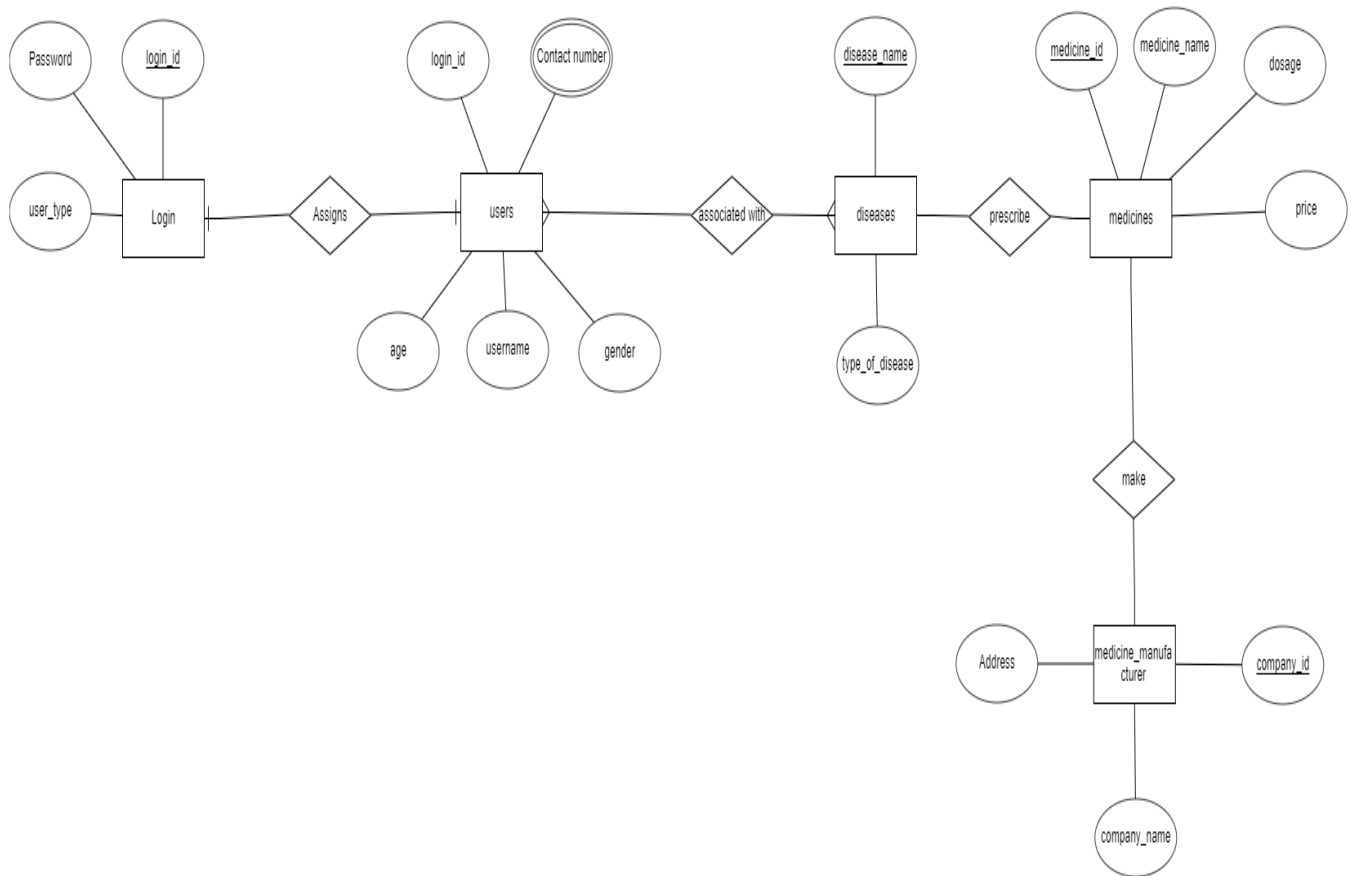 Password
login_id
login_id
Contact number
disease_name
medicine_id
medicine_name
dosage
user_type
Login
Assigns
users
associated with
diseases
prescribe
medicines
price
age
username
gender
type_of_disease
make
Address
medicine_manufa
cturer
company_id
company_name